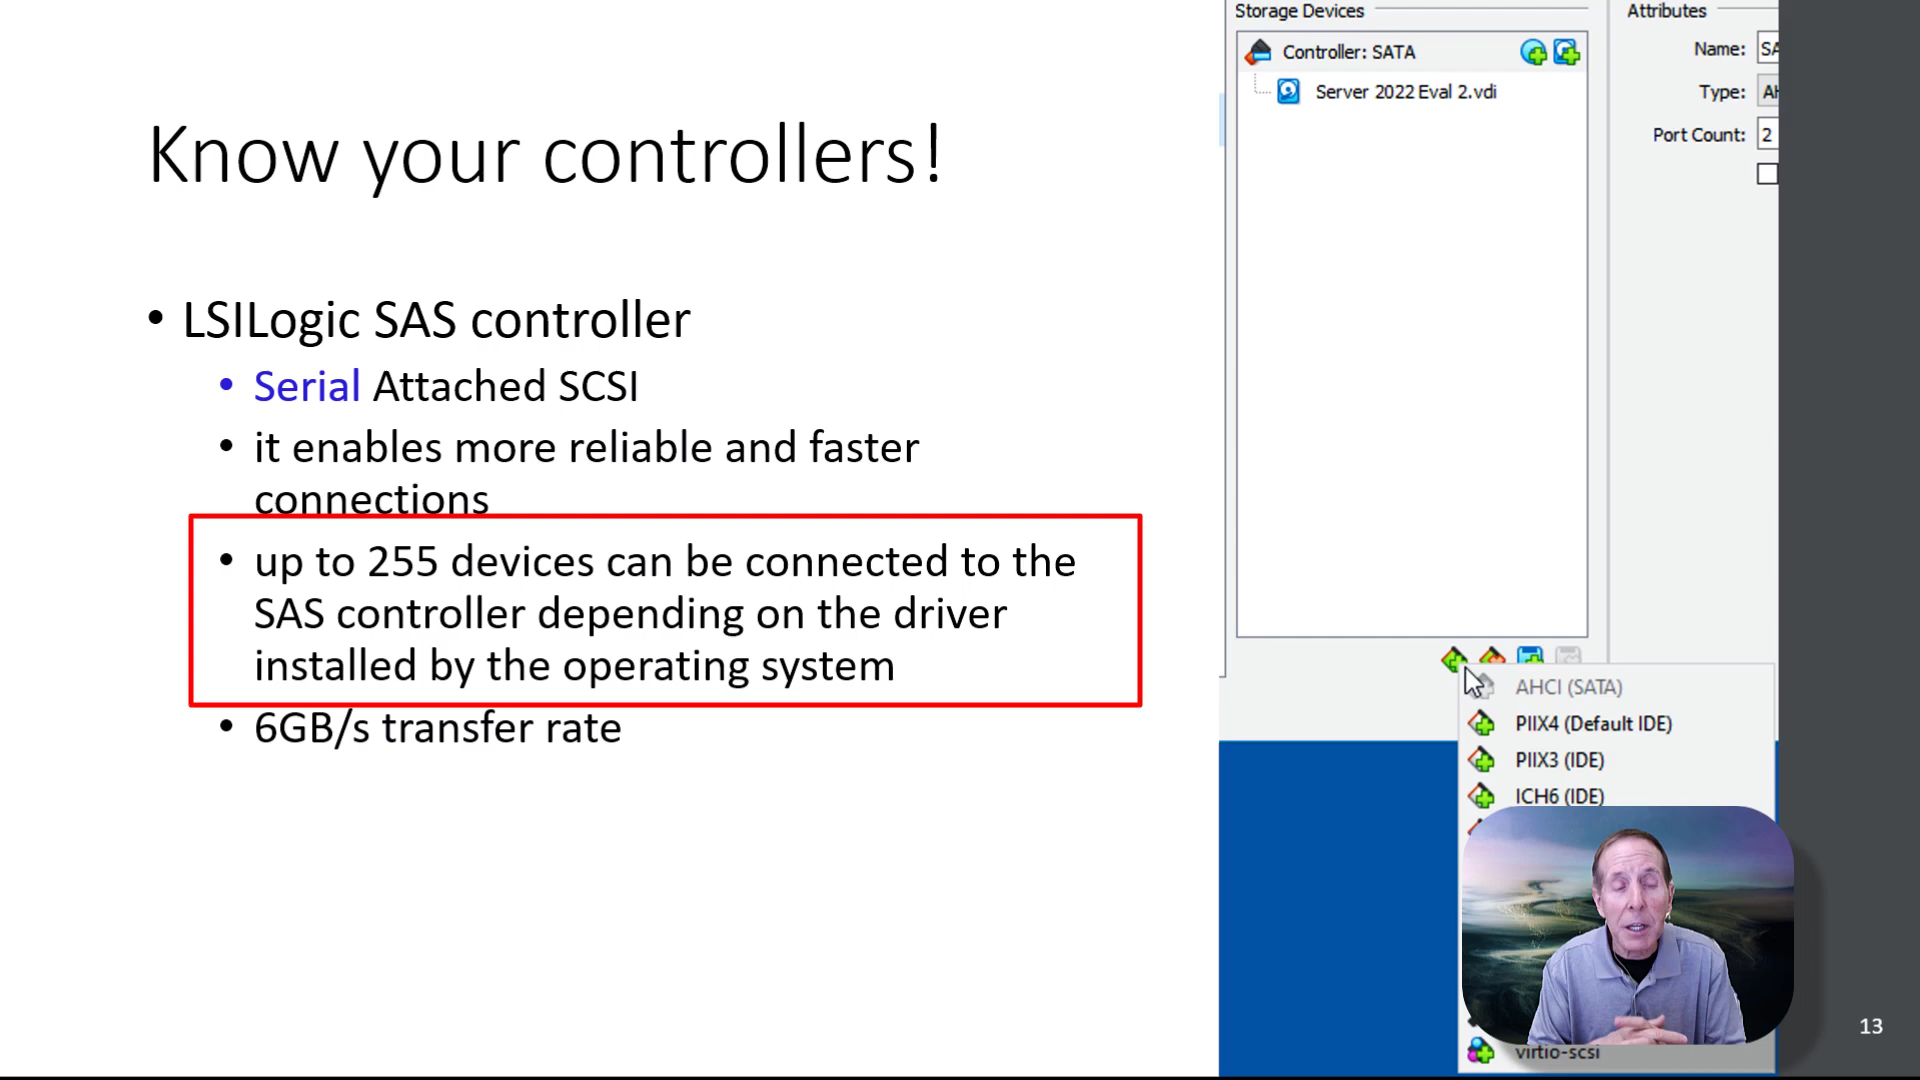 Know your controllers!
• LSILogic SAS controller
• Serial Attached SCSI
• it enables more reliable and faster
connections
• up to 255 devices can be connected to the
SAS controller depending on the driver
installed by the operating system
• 6GB/s transfer rate
Storage Devices
Controller: SATA
Server 2022 Eval 2.vdi
Attributes
Name: SA
Type: AH
Port Count: 2
AHCI (SATA)
PIIX4 (Default IDE)
PIIX3 (IDE)
ICH6 (IDE)
virtio-scsi
13